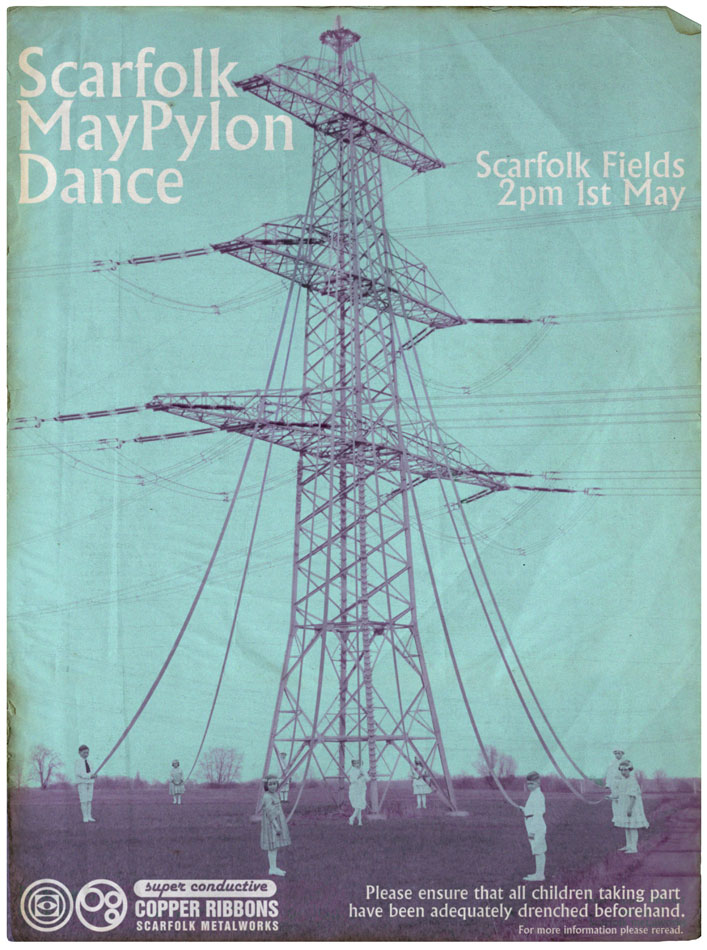 Scarfolk
MayPylon
Dance
Scarfolk Fields
2pm 1st May
super conductive
COPPER RIBBONS
SCARFOLK METALWORKS
Please ensure that all children taking part
have been adequately drenched beforehand.
For more information please reread.